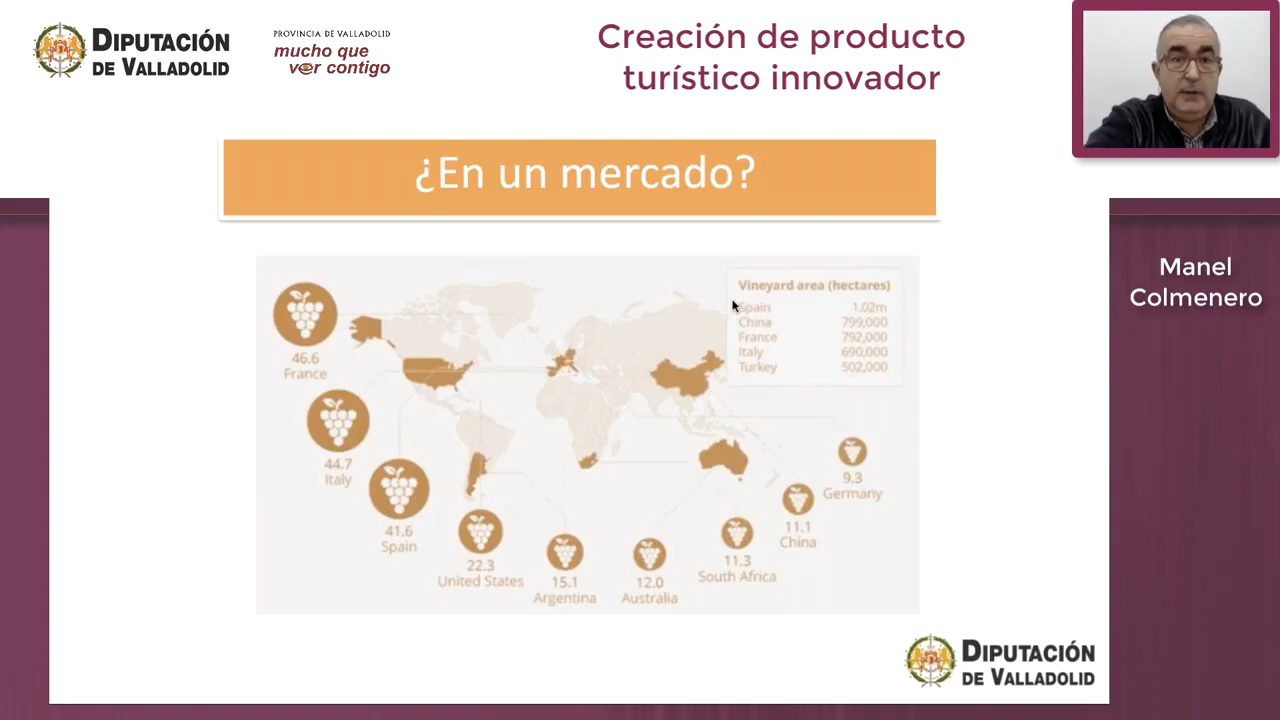 DIPUTACIÓN
DE VALLADOLID
PROVINCIA DE VALLADOLID
mucho que
ver contigo
Creación de producto
turístico innovador
¿En un mercado?
Manel
Colmenero
Vineyard area (hectares)
Spain 1.02m
China 799,000
France 792,000
Italy 690,000
Turkey 502,000
46.6
France
44.7
Italy
41.6
Spain
22.3
United States
15.1
Argentina
12.0
Australia
11.3
South Africa
11.1
China
9.3
Germany
DIPUTACIÓN
DE VALLADOLID